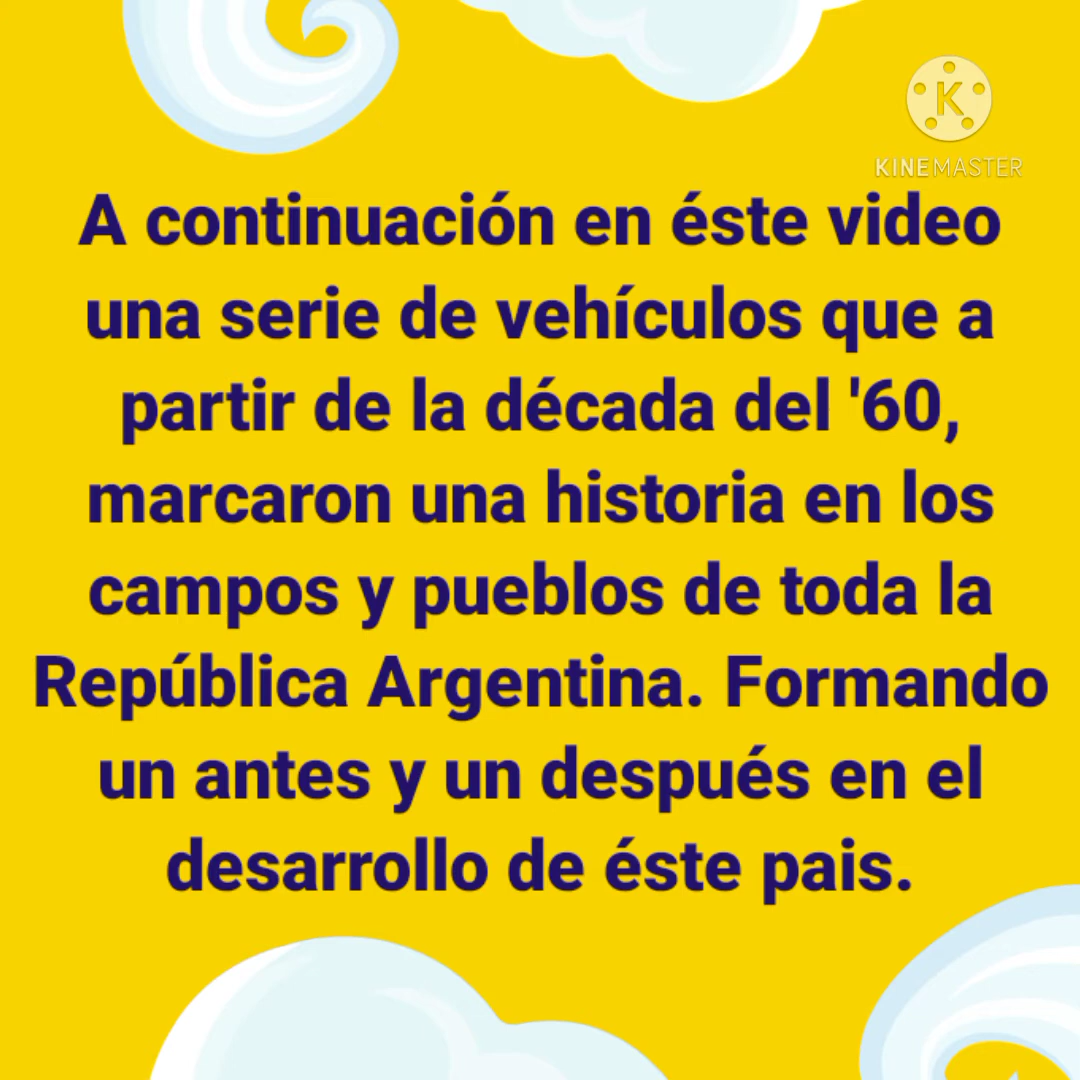 K
KINEMASTER
A continuación en éste video
una serie de vehículos que a
partir de la década del '60,
marcaron una historia en los
campos y pueblos de toda la
República Argentina. Formando
un antes y un después en el
desarrollo de éste pais.